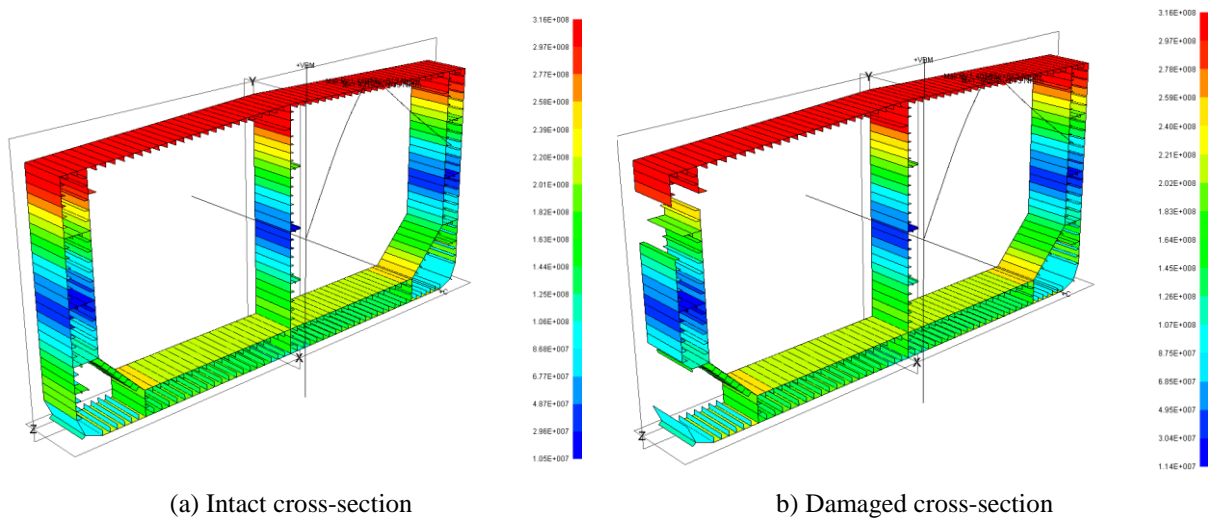 3.16E+008
2.97E+008
2.77E+008
2.58E+008
2.39E+008
2.20E+008
2.01E+008
1.82E+008
1.63E+008
1.44E+008
1.25E+008
1.06E+008
8.68E+007
6.77E+007
4.87E+007
2.96E+007
1.05E+007
+VBM
Y
X
Z
+C
3.16E+008
2.97E+008
2.78E+008
2.59E+008
2.40E+008
2.21E+008
2.02E+008
1.83E+008
1.64E+008
1.45E+008
1.26E+008
1.07E+008
8.75E+007
6.85E+007
4.95E+007
3.04E+007
1.14E+007
+VBM
Y
X
Z
+C
(a) Intact cross-section
b) Damaged cross-section